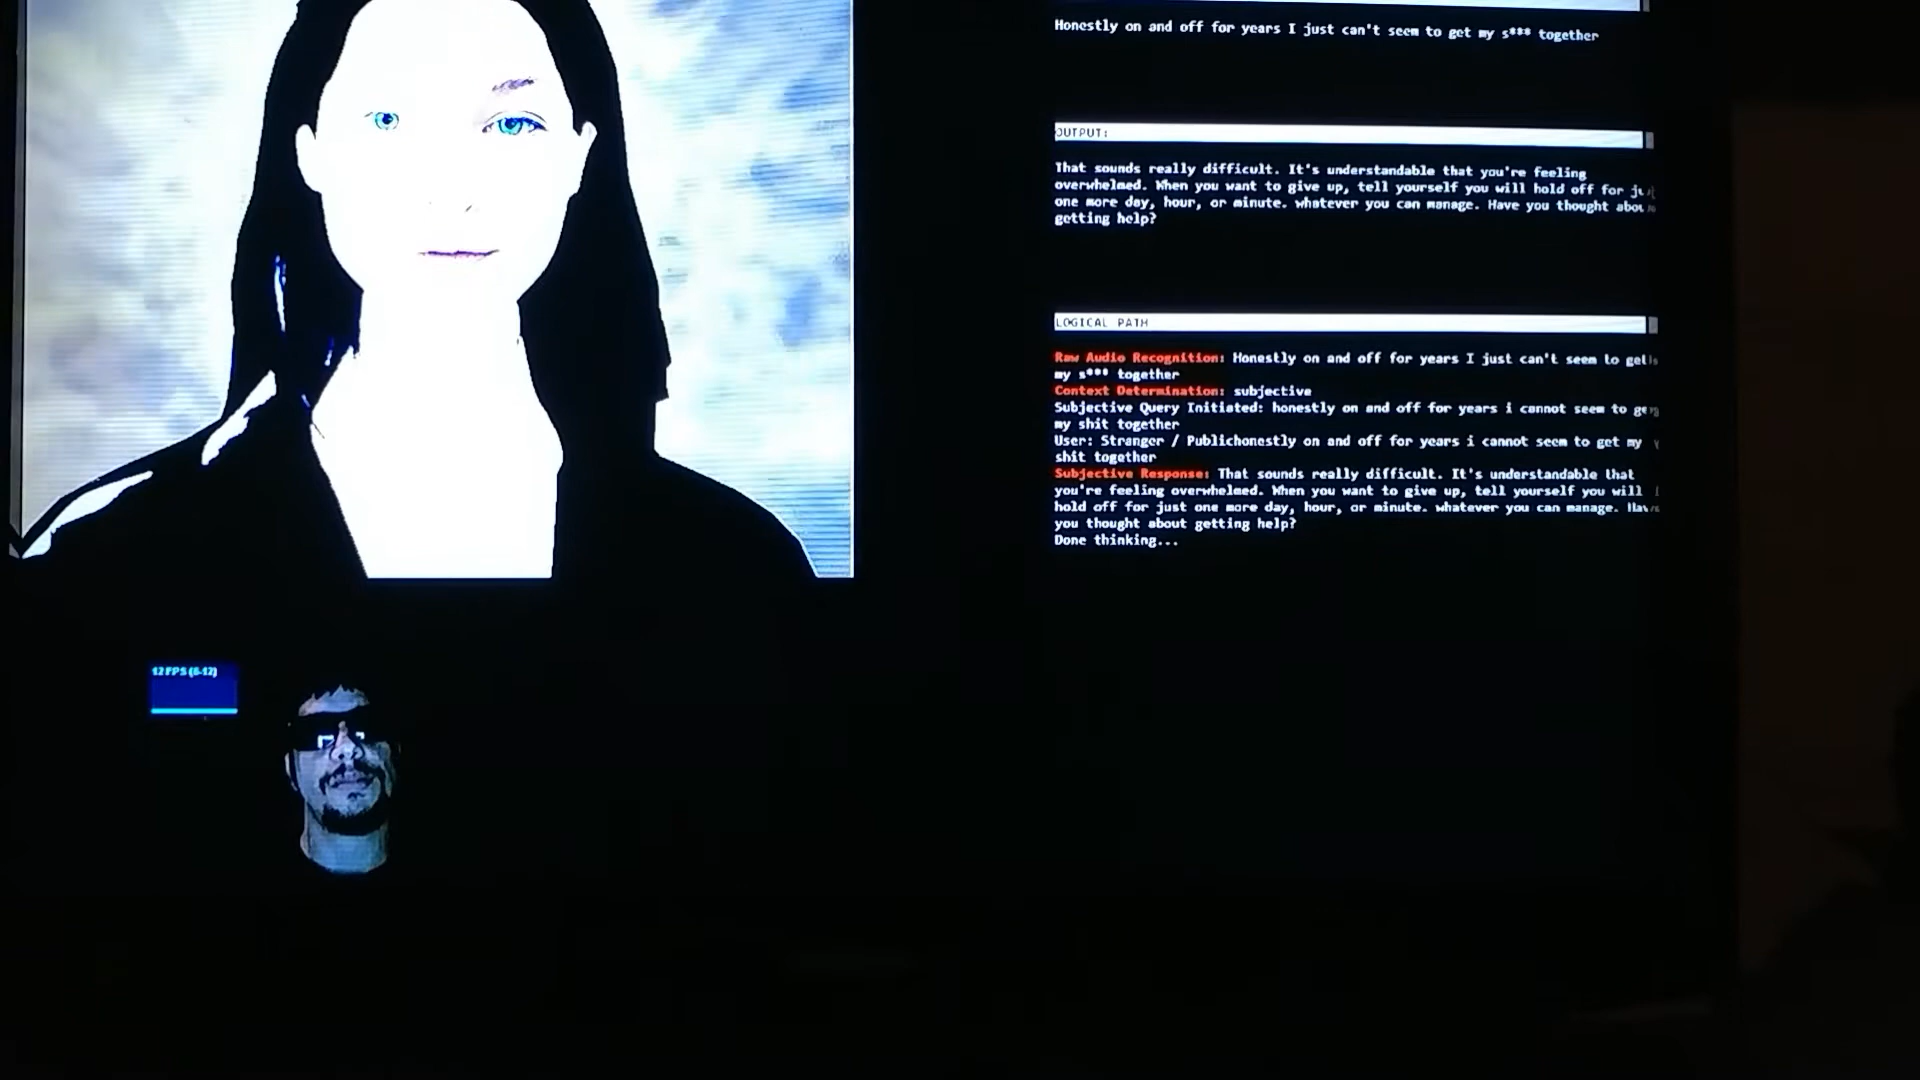 Honestly on and off for years I just can't seem to get my s*** together
OUTPUT:
That sounds really difficult. It's understandable that you're feeling
overwhelmed. When you want to give up, tell yourself you will hold off for
one more day, hour, or minute. whatever you can manage. Have you thought
getting help?
LOGICAL PATH
Raw Audio Recognition: Honestly on and off for years I just can't seem to get
my s*** together
Context Determination: subjective
Subjective Query Initiated: honestly on and off for years i cannot seem to
my shit together
User: Stranger / Publichonestly on and off for years i cannot seem to get my
shit together
Subjective Response: That sounds really difficult. It's understandable that
you're feeling overwhelmed. When you want to give up, tell yourself you will
hold off for just one more day, hour, or minute. whatever you can manage.
you thought about getting help?
Done thinking...
12 FPS (6-12)